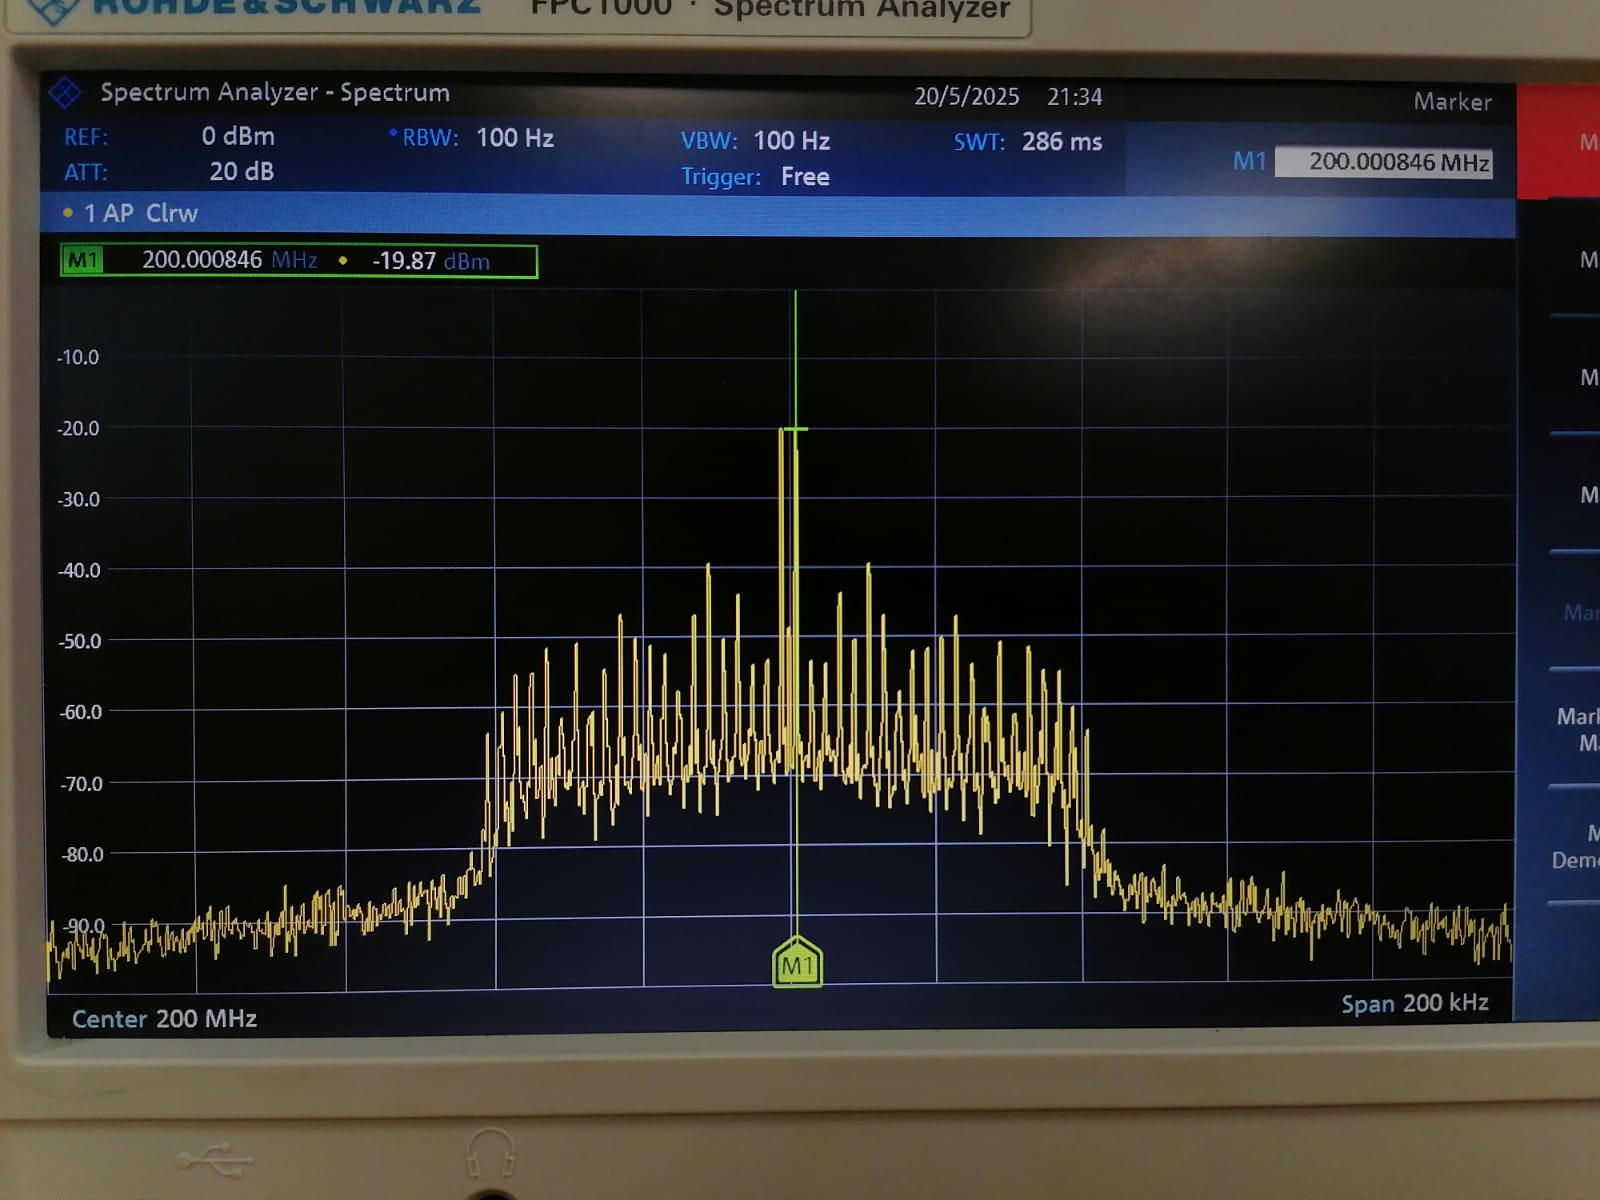 ROHDE & SCHWARZ FPC1000 · Spectrum Analyzer
Spectrum Analyzer - Spectrum 20/5/2025 21:34 Marker
REF: 0 dBm RBW: 100 Hz VBW: 100 Hz SWT: 286 ms
ATT: 20 dB Trigger: Free M1 200.000846 MHz
1 AP Clrw
M1 200.000846 MHz -19.87 dBm
-10.0
-20.0
-30.0
-40.0
-50.0
-60.0
-70.0
-80.0
-90.0
M1
Center 200 MHz Span 200 kHz